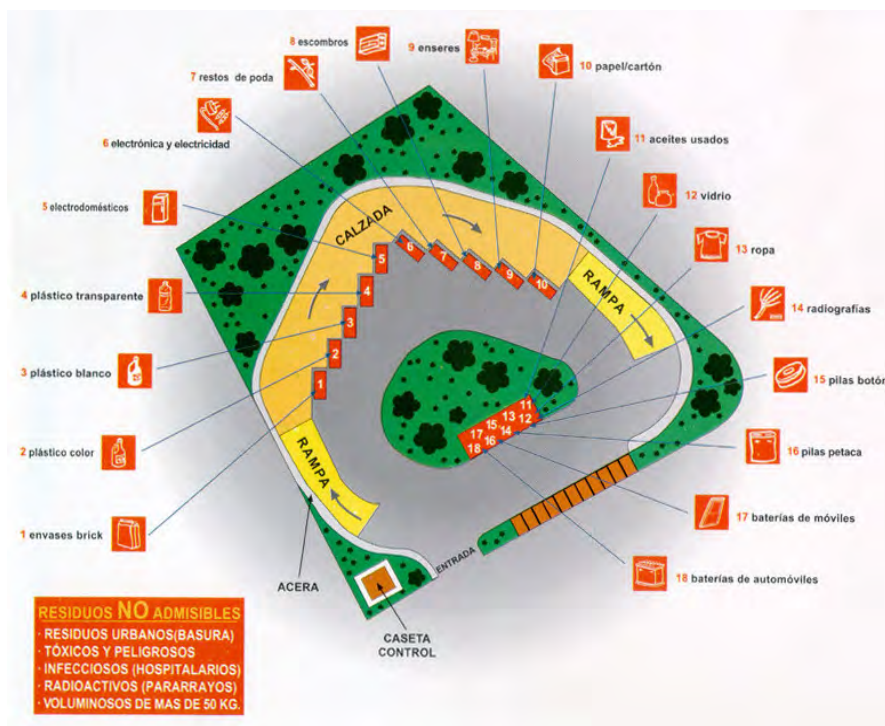 8 escombros
9 enseres
10 papel/cartón
7 restos de poda
11 aceites usados
6 electrónica y electricidad
12 vidrio
5 electrodomésticos
13 ropa
4 plástico transparente
14 radiografías
3 plástico blanco
15 pilas botón
2 plástico color
16 pilas petaca
1 envases brick
17 baterías de móviles
18 baterías de automóviles
CALZADA
RAMPA
RAMPA
1
2
3
4
5
6
7
8
9
10
11
12
13
14
15
16
17
18
ENTRADA
ACERA
CASETA
CONTROL
RESIDUOS NO ADMISIBLES
· RESIDUOS URBANOS(BASURA)
· TÓXICOS Y PELIGROSOS
· INFECCIOSOS (HOSPITALARIOS)
· RADIOACTIVOS (PARARRAYOS)
· VOLUMINOSOS DE MAS DE 50 KG.